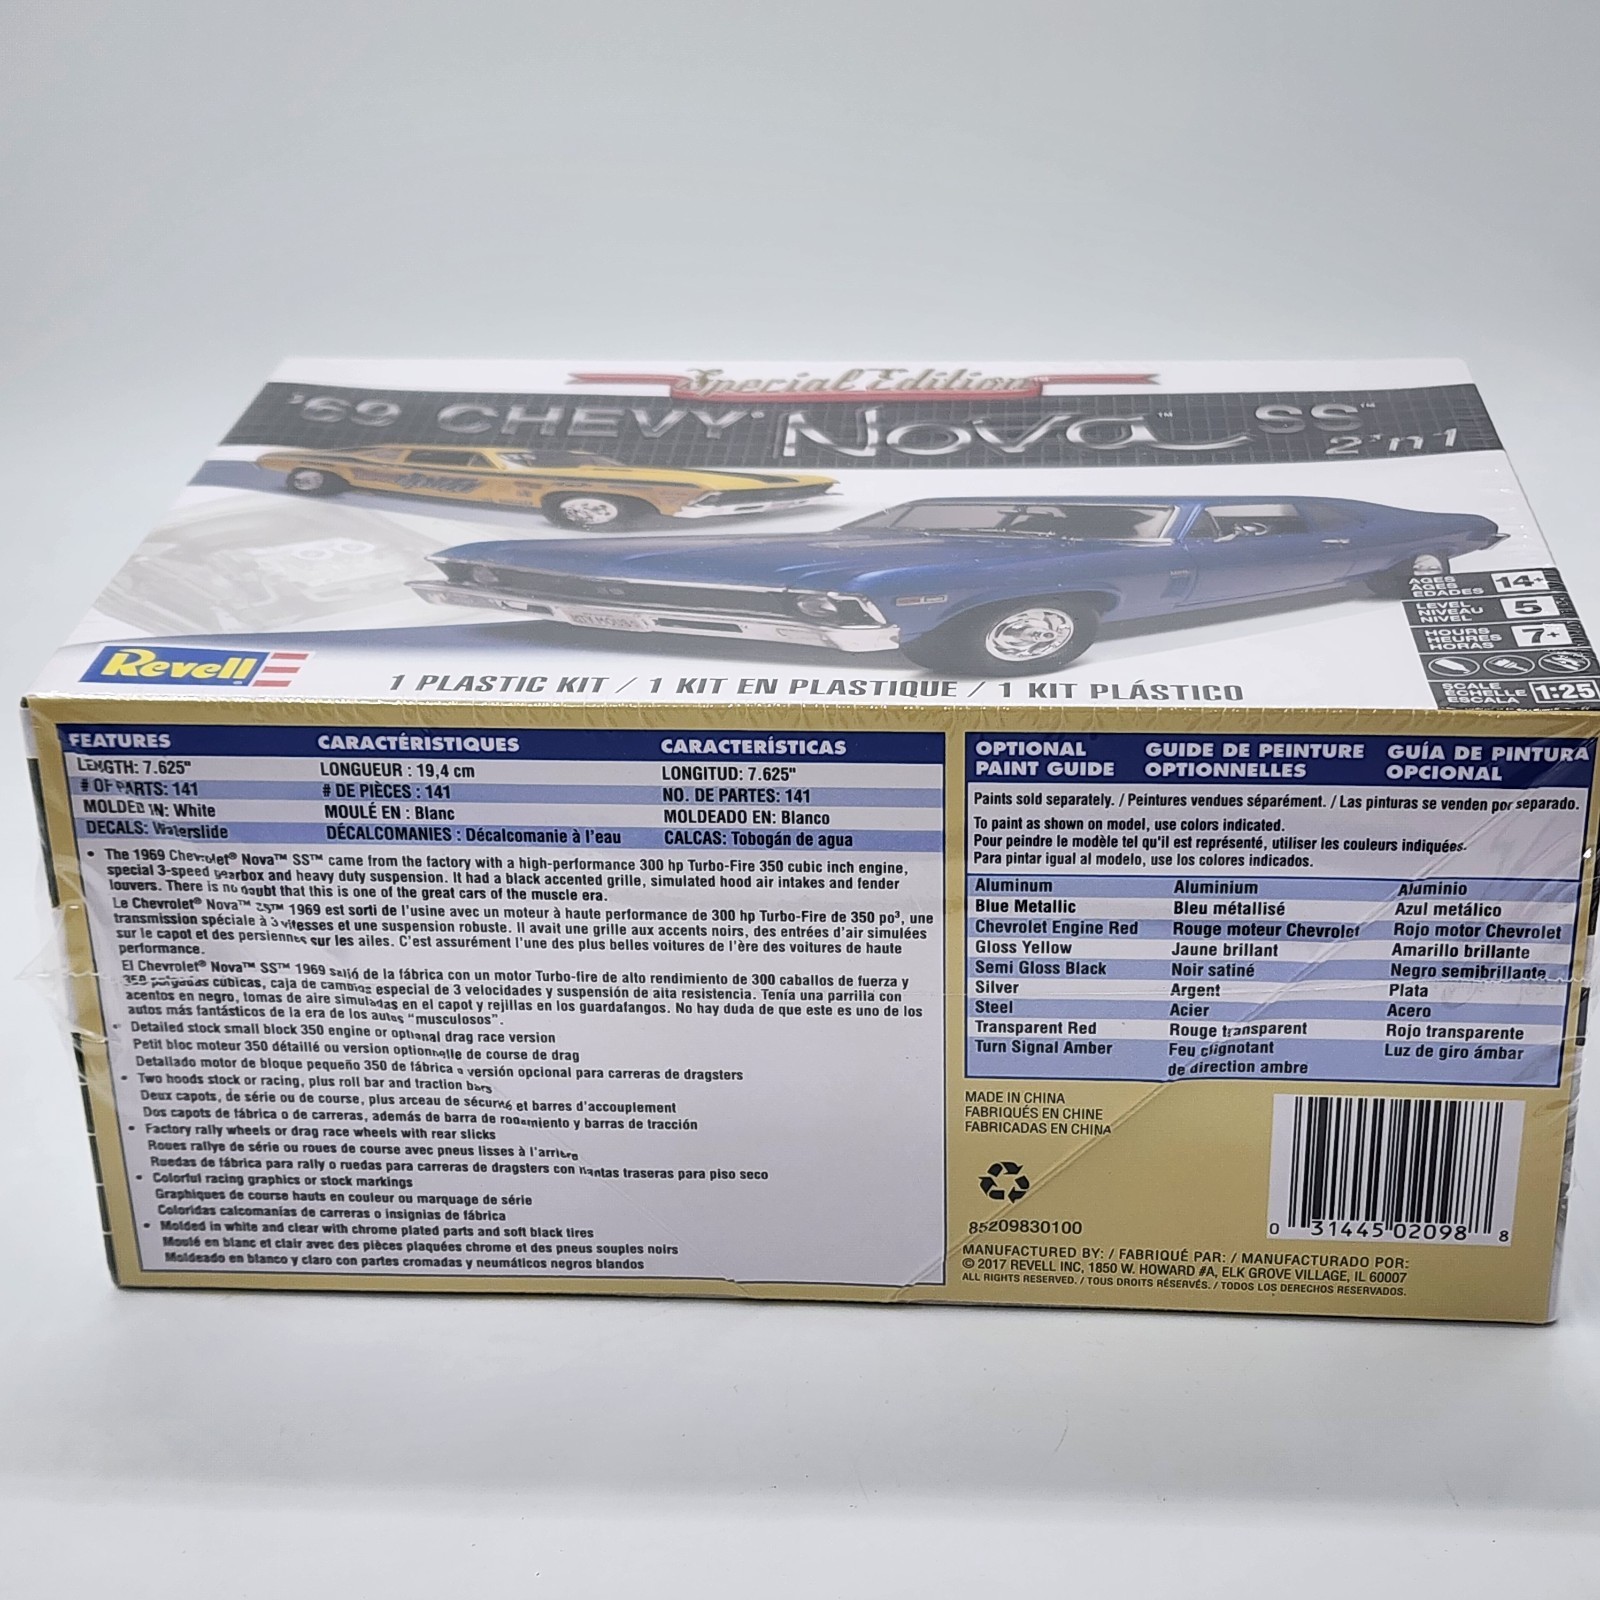 Special Edition™
'69 CHEVY® Nova™ SS™
2'n1
AGES
AGES
EDADES
14+
LEVEL
NIVEAU
NIVEL
5
HOURS
HEURES
HORAS
7+
ÉCHELLE
ESCALA
1:25
Revell
1 PLASTIC KIT / 1 KIT EN PLASTIQUE / 1 KIT PLÁSTICO
FEATURES CARACTÉRISTIQUES CARACTERÍSTICAS
LENGTH: 7.625" LONGUEUR : 19,4 cm LONGITUD: 7.625"
# OF PARTS: 141 # DE PIÈCES : 141 NO. DE PARTES: 141
MOLDED IN: White MOULÉ EN : Blanc MOLDEADO EN: Blanco
DECALS: Waterslide DÉCALCOMANIES : Décalcomanie à l'eau CALCAS: Tobogán de agua
• The 1969 Chevrolet® Nova™ SS™ came from the factory with a high-performance 300 hp Turbo-Fire 350 cubic inch engine,
special 3-speed gearbox and heavy duty suspension. It had a black accented grille, simulated hood air intakes and fender
louvers. There is no doubt that this is one of the great cars of the muscle era.
Le Chevrolet® Nova™ SS™ 1969 est sorti de l'usine avec un moteur à haute performance de 300 hp Turbo-Fire de 350 po³, une
transmission spéciale à 3 vitesses et une suspension robuste. Il avait une grille aux accents noirs, des entrées d'air simulées
sur le capot et des persiennes sur les ailes. C'est assurément l'une des plus belles voitures de l'ère des voitures de haute
performance.
El Chevrolet® Nova™ SS™ 1969 salió de la fábrica con un motor Turbo-fire de alto rendimiento de 300 caballos de fuerza y
350 pulgadas cúbicas, caja de cambios especial de 3 velocidades y suspensión de alta resistencia. Tenía una parrilla con
acentos en negro, tomas de aire simuladas en el capot y rejillas en los guardafangos. No hay duda de que este es uno de los
autos más fantásticos de la era de los autos "musculosos".
• Detailed stock small block 350 engine or optional drag race version
Petit bloc moteur 350 détaillé ou version optionnelle de course de drag
Detallado motor de bloque pequeño 350 de fábrica o versión opcional para carreras de dragsters
• Two hoods stock or racing, plus roll bar and traction bars
Deux capots, de série ou de course, plus arceau de sécurité et barres d'accouplement
Dos capots de fábrica o de carreras, además de barra de rodamiento y barras de tracción
• Factory rally wheels or drag race wheels with rear slicks
Roues rallye de série ou roues de course avec pneus lisses à l'arrière
Ruedas de fábrica para rally o ruedas para carreras de dragsters con llantas traseras para piso seco
• Colorful racing graphics or stock markings
Graphiques de course hauts en couleur ou marquage de série
Coloridas calcomanías de carreras o insignias de fábrica
• Molded in white and clear with chrome plated parts and soft black tires
Moulé en blanc et clair avec des pièces plaquées chrome et des pneus souples noirs
Moldeado en blanco y claro con partes cromadas y neumáticos negros blandos
OPTIONAL PAINT GUIDE GUIDE DE PEINTURE OPTIONNELLES GUÍA DE PINTURA OPCIONAL
Paints sold separately. / Peintures vendues séparément. / Las pinturas se venden por separado.
To paint as shown on model, use colors indicated.
Pour peindre le modèle tel qu'il est représenté, utiliser les couleurs indiquées.
Para pintar igual al modelo, use los colores indicados.
Aluminum Aluminium Aluminio
Blue Metallic Bleu métallisé Azul metálico
Chevrolet Engine Red Rouge moteur Chevrolet Rojo motor Chevrolet
Gloss Yellow Jaune brillant Amarillo brillante
Semi Gloss Black Noir satiné Negro semibrillante
Silver Argent Plata
Steel Acier Acero
Transparent Red Rouge transparent Rojo transparente
Turn Signal Amber Feu clignotant de direction ambre Luz de giro ámbar
MADE IN CHINA
FABRIQUÉS EN CHINE
FABRICADAS EN CHINA
85209830100
0 31445 02098 8
MANUFACTURED BY: / FABRIQUÉ PAR: / MANUFACTURADO POR:
© 2017 REVELL INC, 1850 W. HOWARD #A, ELK GROVE VILLAGE, IL 60007
ALL RIGHTS RESERVED. / TOUS DROITS RÉSERVÉS. / TODOS LOS DERECHOS RESERVADOS.